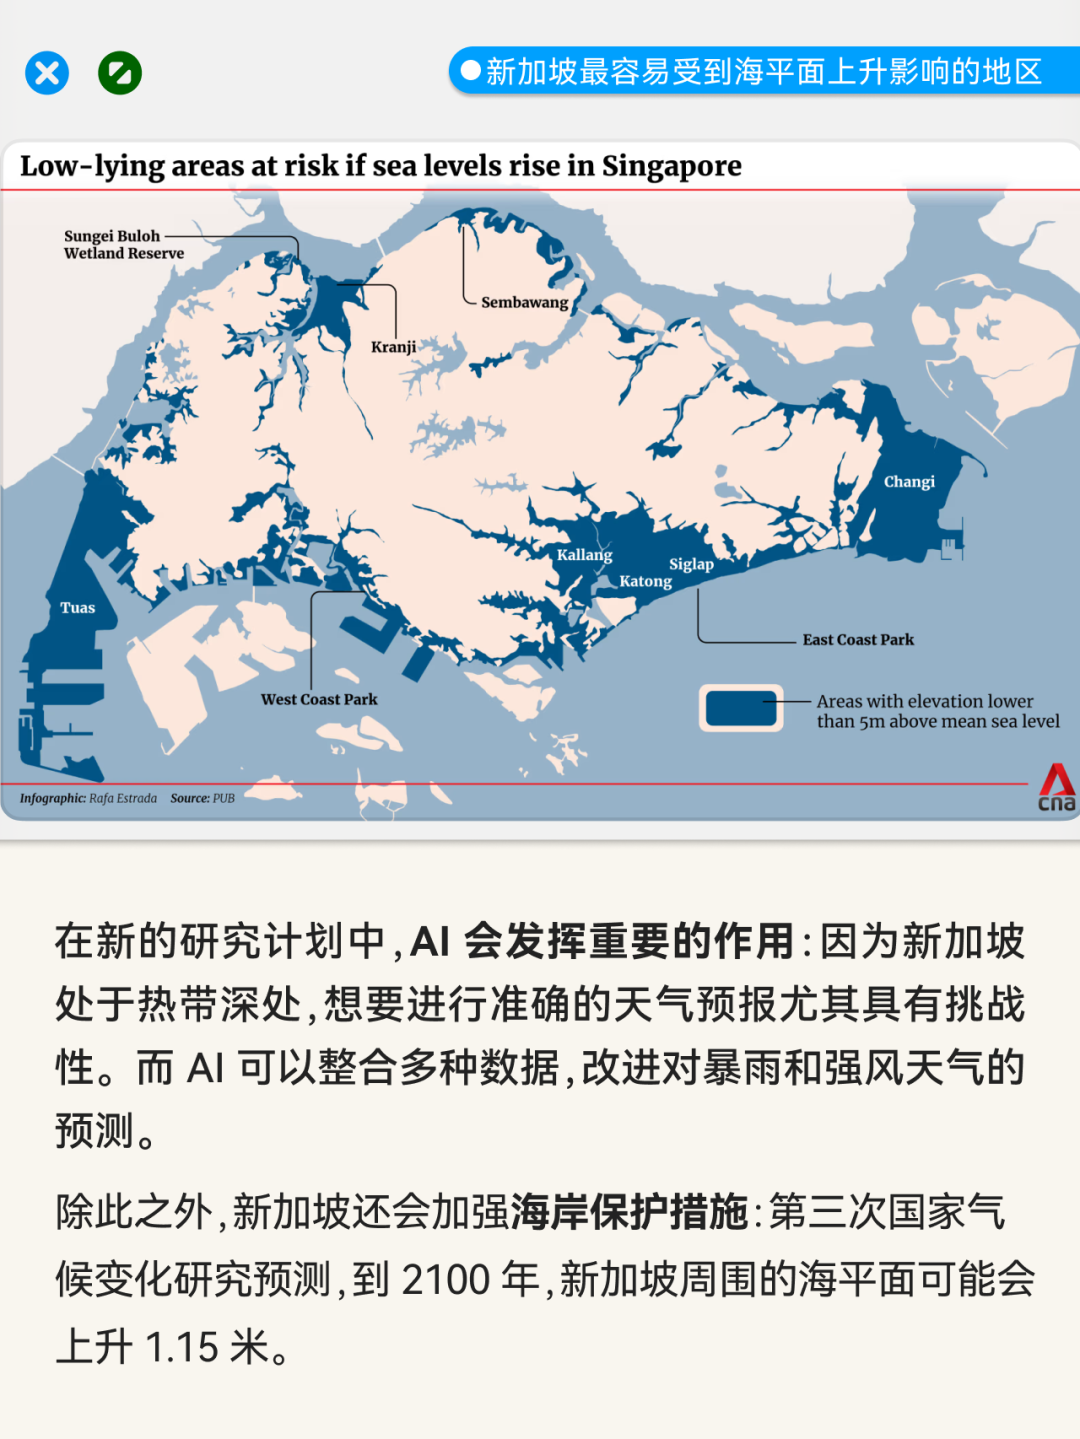 新加坡最容易受到海平面上升影响的地区
Low-lying areas at risk if sea levels rise in Singapore
Sungei Buloh
Wetland Reserve
Sembawang
Kranji
Changi
Kallang
Siglap
Katong
Tuas
East Coast Park
West Coast Park
Areas with elevation lower
than 5m above mean sea level
Infographic: Rafa Estrada Source: PUB
cna
在新的研究计划中,AI 会发挥重要的作用:因为新加坡
处于热带深处,想要进行准确的天气预报尤其具有挑战
性。而 AI 可以整合多种数据,改进对暴雨和强风天气的
预测。
除此之外,新加坡还会加强海岸保护措施:第三次国家气
候变化研究预测,到 2100 年,新加坡周围的海平面可能会
上升 1.15 米。